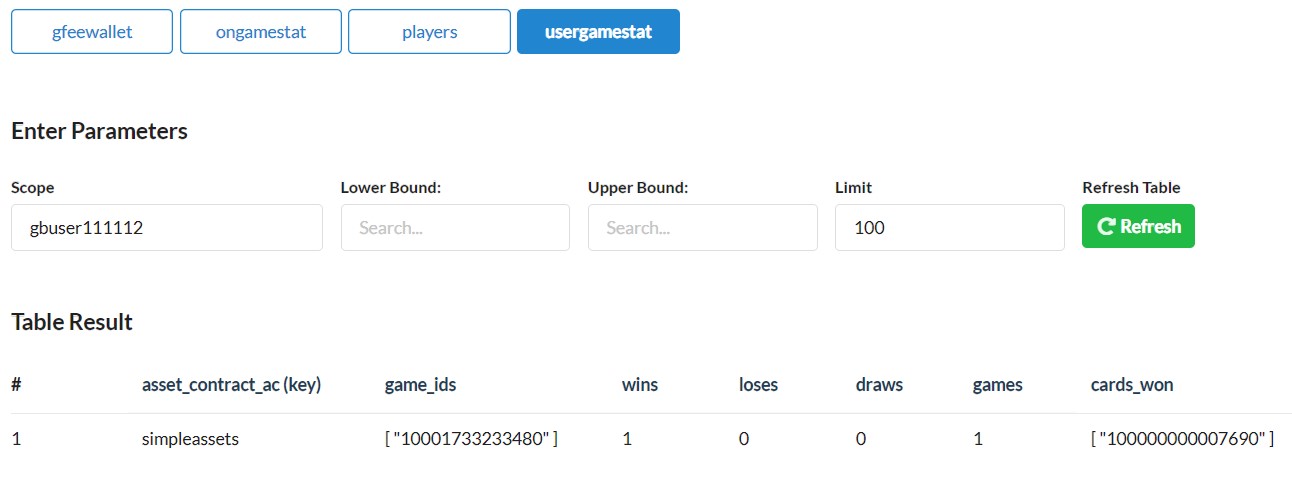 gfeewallet ongamestat players usergamestat
Enter Parameters
Scope Lower Bound: Upper Bound: Limit Refresh Table
gbuser111112 Search... Search... 100 Refresh
Table Result
# asset_contract_ac (key) game_ids wins loses draws games cards_won
1 simpleassets [ "10001733233480" ] 1 0 0 1 [ "100000000007690" ]